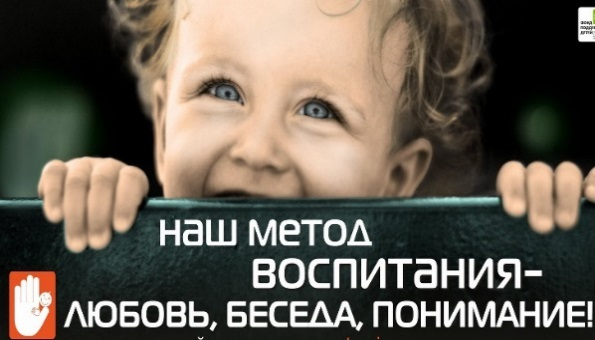 наш метод
воспитания-
любовь, беседа, понимание!